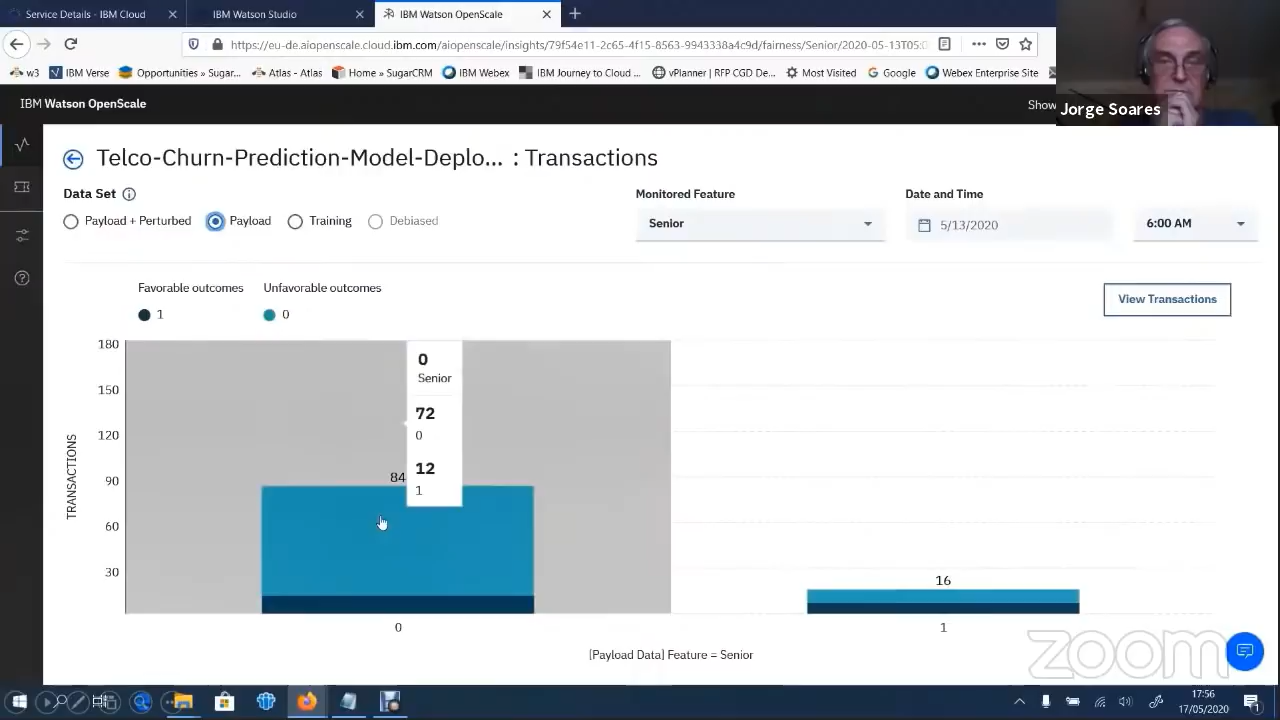 Service Details - IBM Cloud
IBM Watson Studio
IBM Watson OpenScale
https://eu-de.aiopenscale.cloud.ibm.com/aiopenscale/insights/79f54e11-2c65-4f15-8563-9943338a4c9d/fairness/Senior/2020-05-13T05:0
w3
IBM Verse
Opportunities » Sugar...
Atlas - Atlas
Home » SugarCRM
IBM Webex
IBM Journey to Cloud ...
vPlanner | RFP CGD De...
Most Visited
Google
Webex Enterprise Site
Jorge Soares
IBM Watson OpenScale
Show
Telco-Churn-Prediction-Model-Deplo... : Transactions
Data Set
Monitored Feature
Date and Time
Payload + Perturbed
Payload
Training
Debiased
Senior
5/13/2020
6:00 AM
Favorable outcomes
Unfavorable outcomes
1
0
View Transactions
180
150
120
90
60
30
TRANSACTIONS
0
Senior
72
0
12
1
84
16
0
1
[Payload Data] Feature = Senior
zoom
17:56
17/05/2020
1